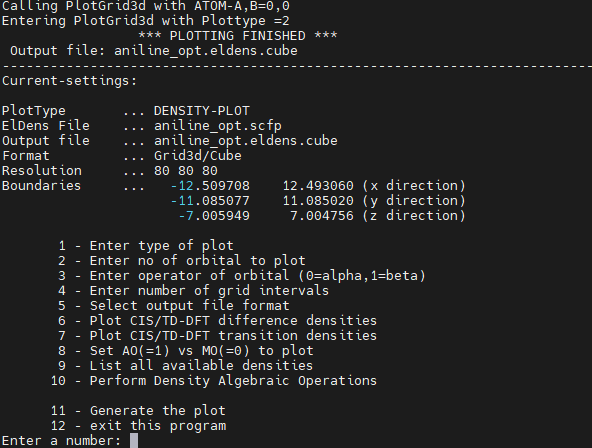 Calling PlotGrid3d with ATOM-A,B=0,0
Entering PlotGrid3d with Plottype =2
*** PLOTTING FINISHED ***
Output file: aniline_opt.eldens.cube
--------------------------------------------------------------------------------
Current-settings:
PlotType ... DENSITY-PLOT
ElDens File ... aniline_opt.scfp
Output file ... aniline_opt.eldens.cube
Format ... Grid3d/Cube
Resolution ... 80 80 80
Boundaries ... -12.509708 12.493060 (x direction)
-11.085077 11.085020 (y direction)
-7.005949 7.004756 (z direction)
1 - Enter type of plot
2 - Enter no of orbital to plot
3 - Enter operator of orbital (0=alpha,1=beta)
4 - Enter number of grid intervals
5 - Select output file format
6 - Plot CIS/TD-DFT difference densities
7 - Plot CIS/TD-DFT transition densities
8 - Set AO(=1) vs MO(=0) to plot
9 - List all available densities
10 - Perform Density Algebraic Operations
11 - Generate the plot
12 - exit this program
Enter a number: